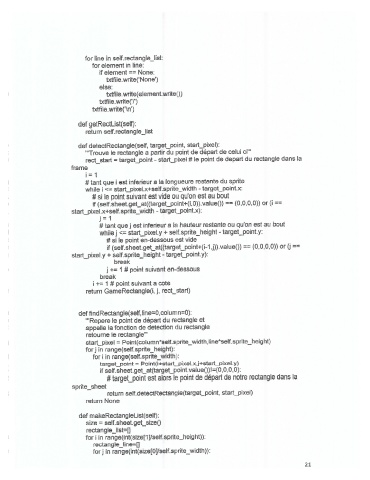 for line in self.rectangle_list:
for element in line:
if element == None:
txtfile.write('None')
else:
txtfile.write(element.write())
txtfile.write('/')
txtfile.write('\n')
def getRectList(self):
return self.rectangle_list
def detectRectangle(self, target_point, start_pixel):
'''Trouve le rectangle a partir du point de départ de celui ci'''
rect_start = target_point - start_pixel # le point de depart du rectangle dans la
frame
i = 1
# tant que i est inferieur a la longueure restante du sprite
while i <= start_pixel.x+self.sprite_width - target_point.x:
# si le point suivant est vide ou qu'on est au bout
if (self.sheet.get_at((target_point+(i,0)).value()) == (0,0,0,0)) or (i ==
start_pixel.x+self.sprite_width - target_point.x):
j = 1
# tant que j est inferieur a la hauteur restante ou qu'on est au bout
while j <= start_pixel.y + self.sprite_height - target_point.y:
# si le point en-dessous est vide
if (self.sheet.get_at((target_point+(i-1,j)).value()) == (0,0,0,0)) or (j ==
start_pixel.y + self.sprite_height - target_point.y):
break
j += 1 # point suivant en-dessous
break
i += 1 # point suivant a cote
return GameRectangle(i, j, rect_start)
def findRectangle(self,line=0,column=0):
'''Repere le point de départ du rectangle et
appelle la fonction de detection du rectangle
retourne le rectangle'''
start_pixel = Point(column*self.sprite_width,line*self.sprite_height)
for j in range(self.sprite_height):
for i in range(self.sprite_width):
target_point = Point(i+start_pixel.x,j+start_pixel.y)
if self.sheet.get_at(target_point.value())!=(0,0,0,0):
# target_point est alors le point de départ de notre rectangle dans la
sprite_sheet
return self.detectRectangle(target_point, start_pixel)
return None
def makeRectangleList(self):
size = self.sheet.get_size()
rectangle_list=[]
for i in range(int(size[1]/self.sprite_height)):
rectangle_line=[]
for j in range(int(size[0]/self.sprite_width)):
21